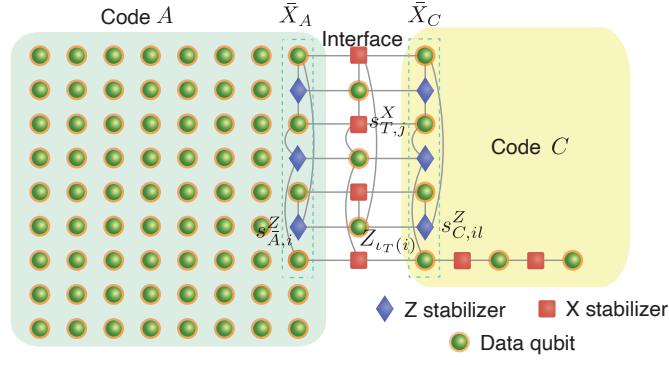 Code A
X̄_A
X̄_C
Interface
s^X_{T,j}
Code C
s^Z_{Ā,i}
Z_{ι_T(i)}
s^Z_{C,il}
Z stabilizer
X stabilizer
Data qubit